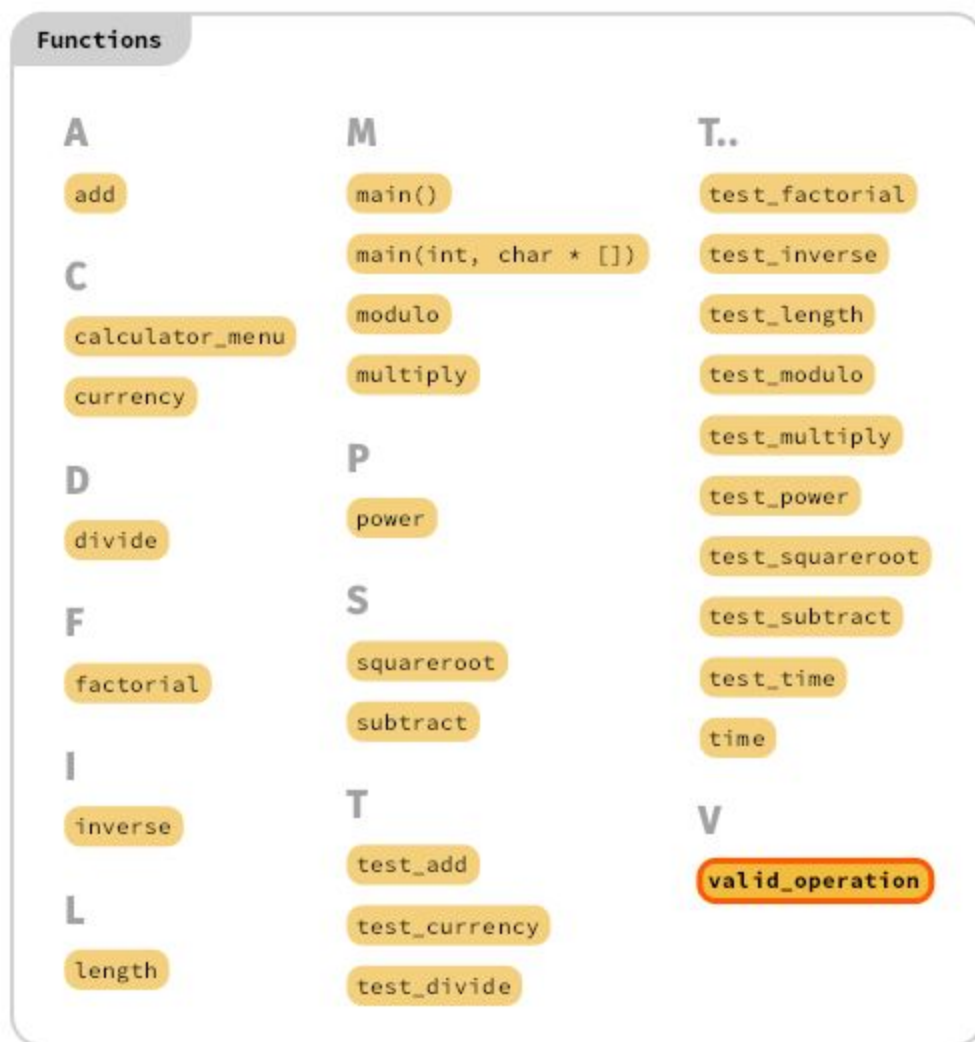 Functions
A
add
C
calculator_menu
currency
D
divide
F
factorial
I
inverse
L
length
M
main()
main(int, char * [])
modulo
multiply
P
power
S
squareroot
subtract
T
test_add
test_currency
test_divide
T..
test_factorial
test_inverse
test_length
test_modulo
test_multiply
test_power
test_squareroot
test_subtract
test_time
time
V
valid_operation